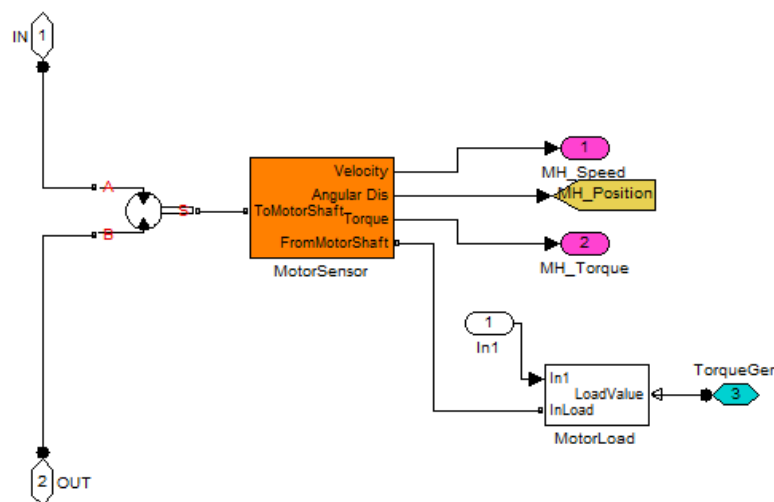 IN
1
A
B
S
Velocity
Angular Dis
ToMotorShaft
Torque
FromMotorShaft
MotorSensor
1
MH_Speed
MH_Position
2
MH_Torque
1
In1
In1
LoadValue
InLoad
MotorLoad
TorqueGer
3
2
OUT